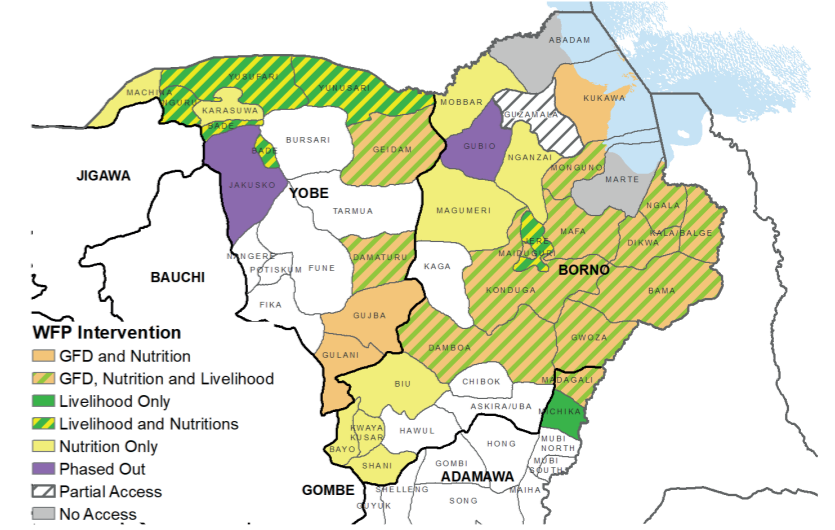 ABADAM
YUSUFARI
MACHINA
YUNUSARI
KUKAWA
MOBBAR
NGURU
KARASUWA
GUZAMALA
BADE
BURSARI
GEIDAM
GUBIO
BADE
NGANZAI
MONGUNO
JIGAWA
JAKUSKO
MARTE
YOBE
NGALA
TARMUA
MAGUMERI
MAFA
KALA/BALGE
JERE
DIKWA
NANGERE
DAMATURU
MAIDUGURI
POTISKUM
FUNE
KAGA
BORNO
BAUCHI
KONDUGA
BAMA
FIKA
GUJBA
WFP Intervention
GFD and Nutrition
GFD, Nutrition and Livelihood
Livelihood Only
Livelihood and Nutritions
Nutrition Only
Phased Out
Partial Access
No Access
GWOZA
DAMBOA
GULANI
BIU
CHIBOK
MADAGALI
ASKIRA/UBA
MICHIKA
KWAYA
KUSAR
HAWUL
BAYO
HONG
MUBI
NORTH
SHANI
GOMBI
MUBI
SOUTH
ADAMAWA
GOMBE
SHELLENG
MAIHA
SONG
GUYUK